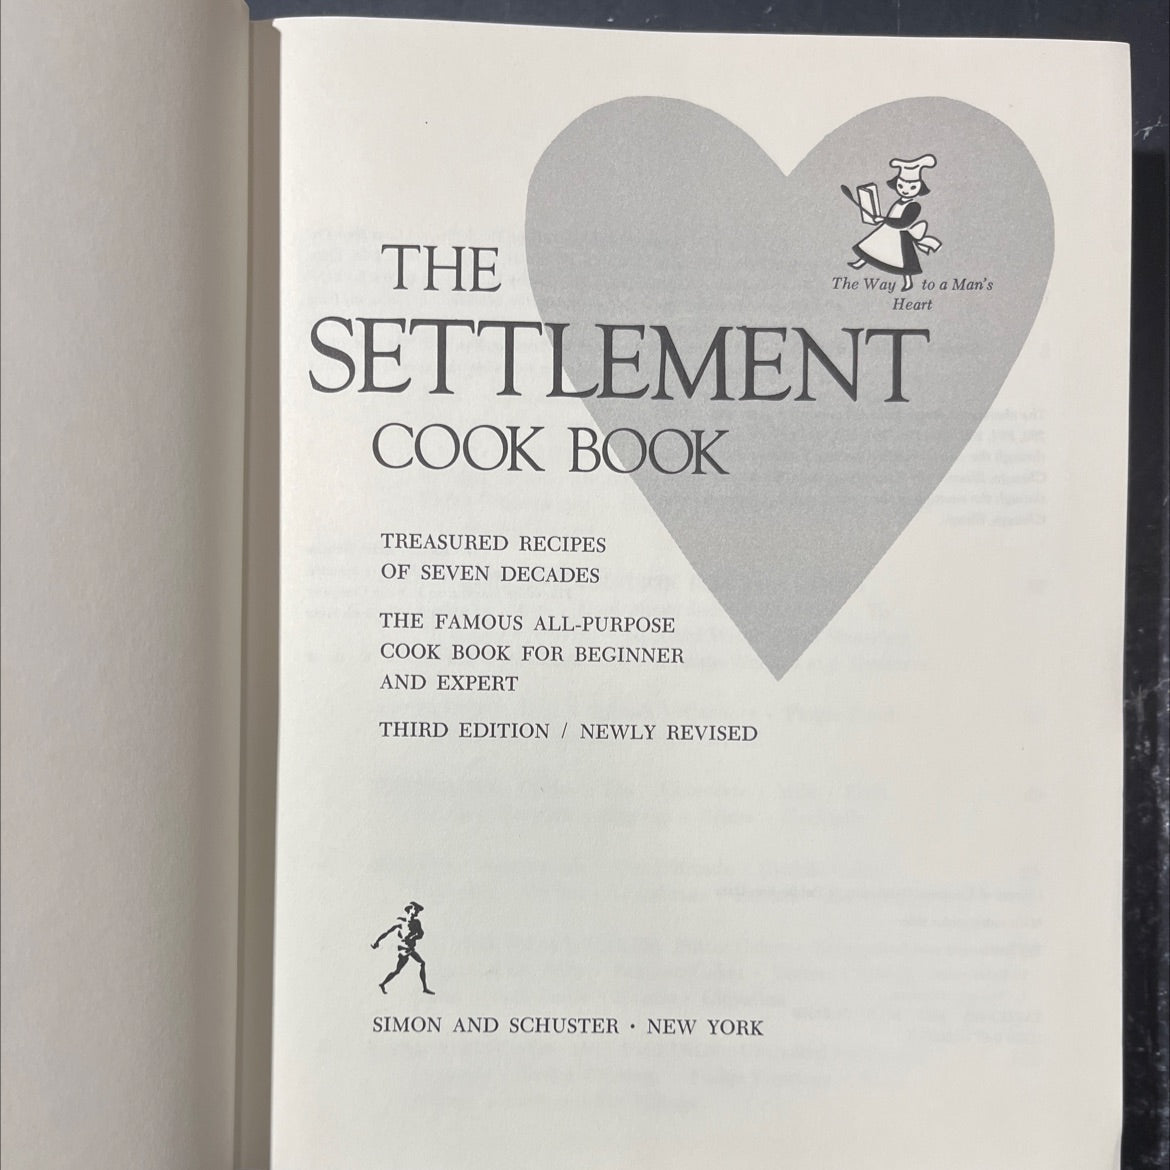 The Way to a Man's
Heart
THE
SETTLEMENT
COOK BOOK
TREASURED RECIPES
OF SEVEN DECADES
THE FAMOUS ALL-PURPOSE
COOK BOOK FOR BEGINNER
AND EXPERT
THIRD EDITION / NEWLY REVISED
SIMON AND SCHUSTER · NEW YORK